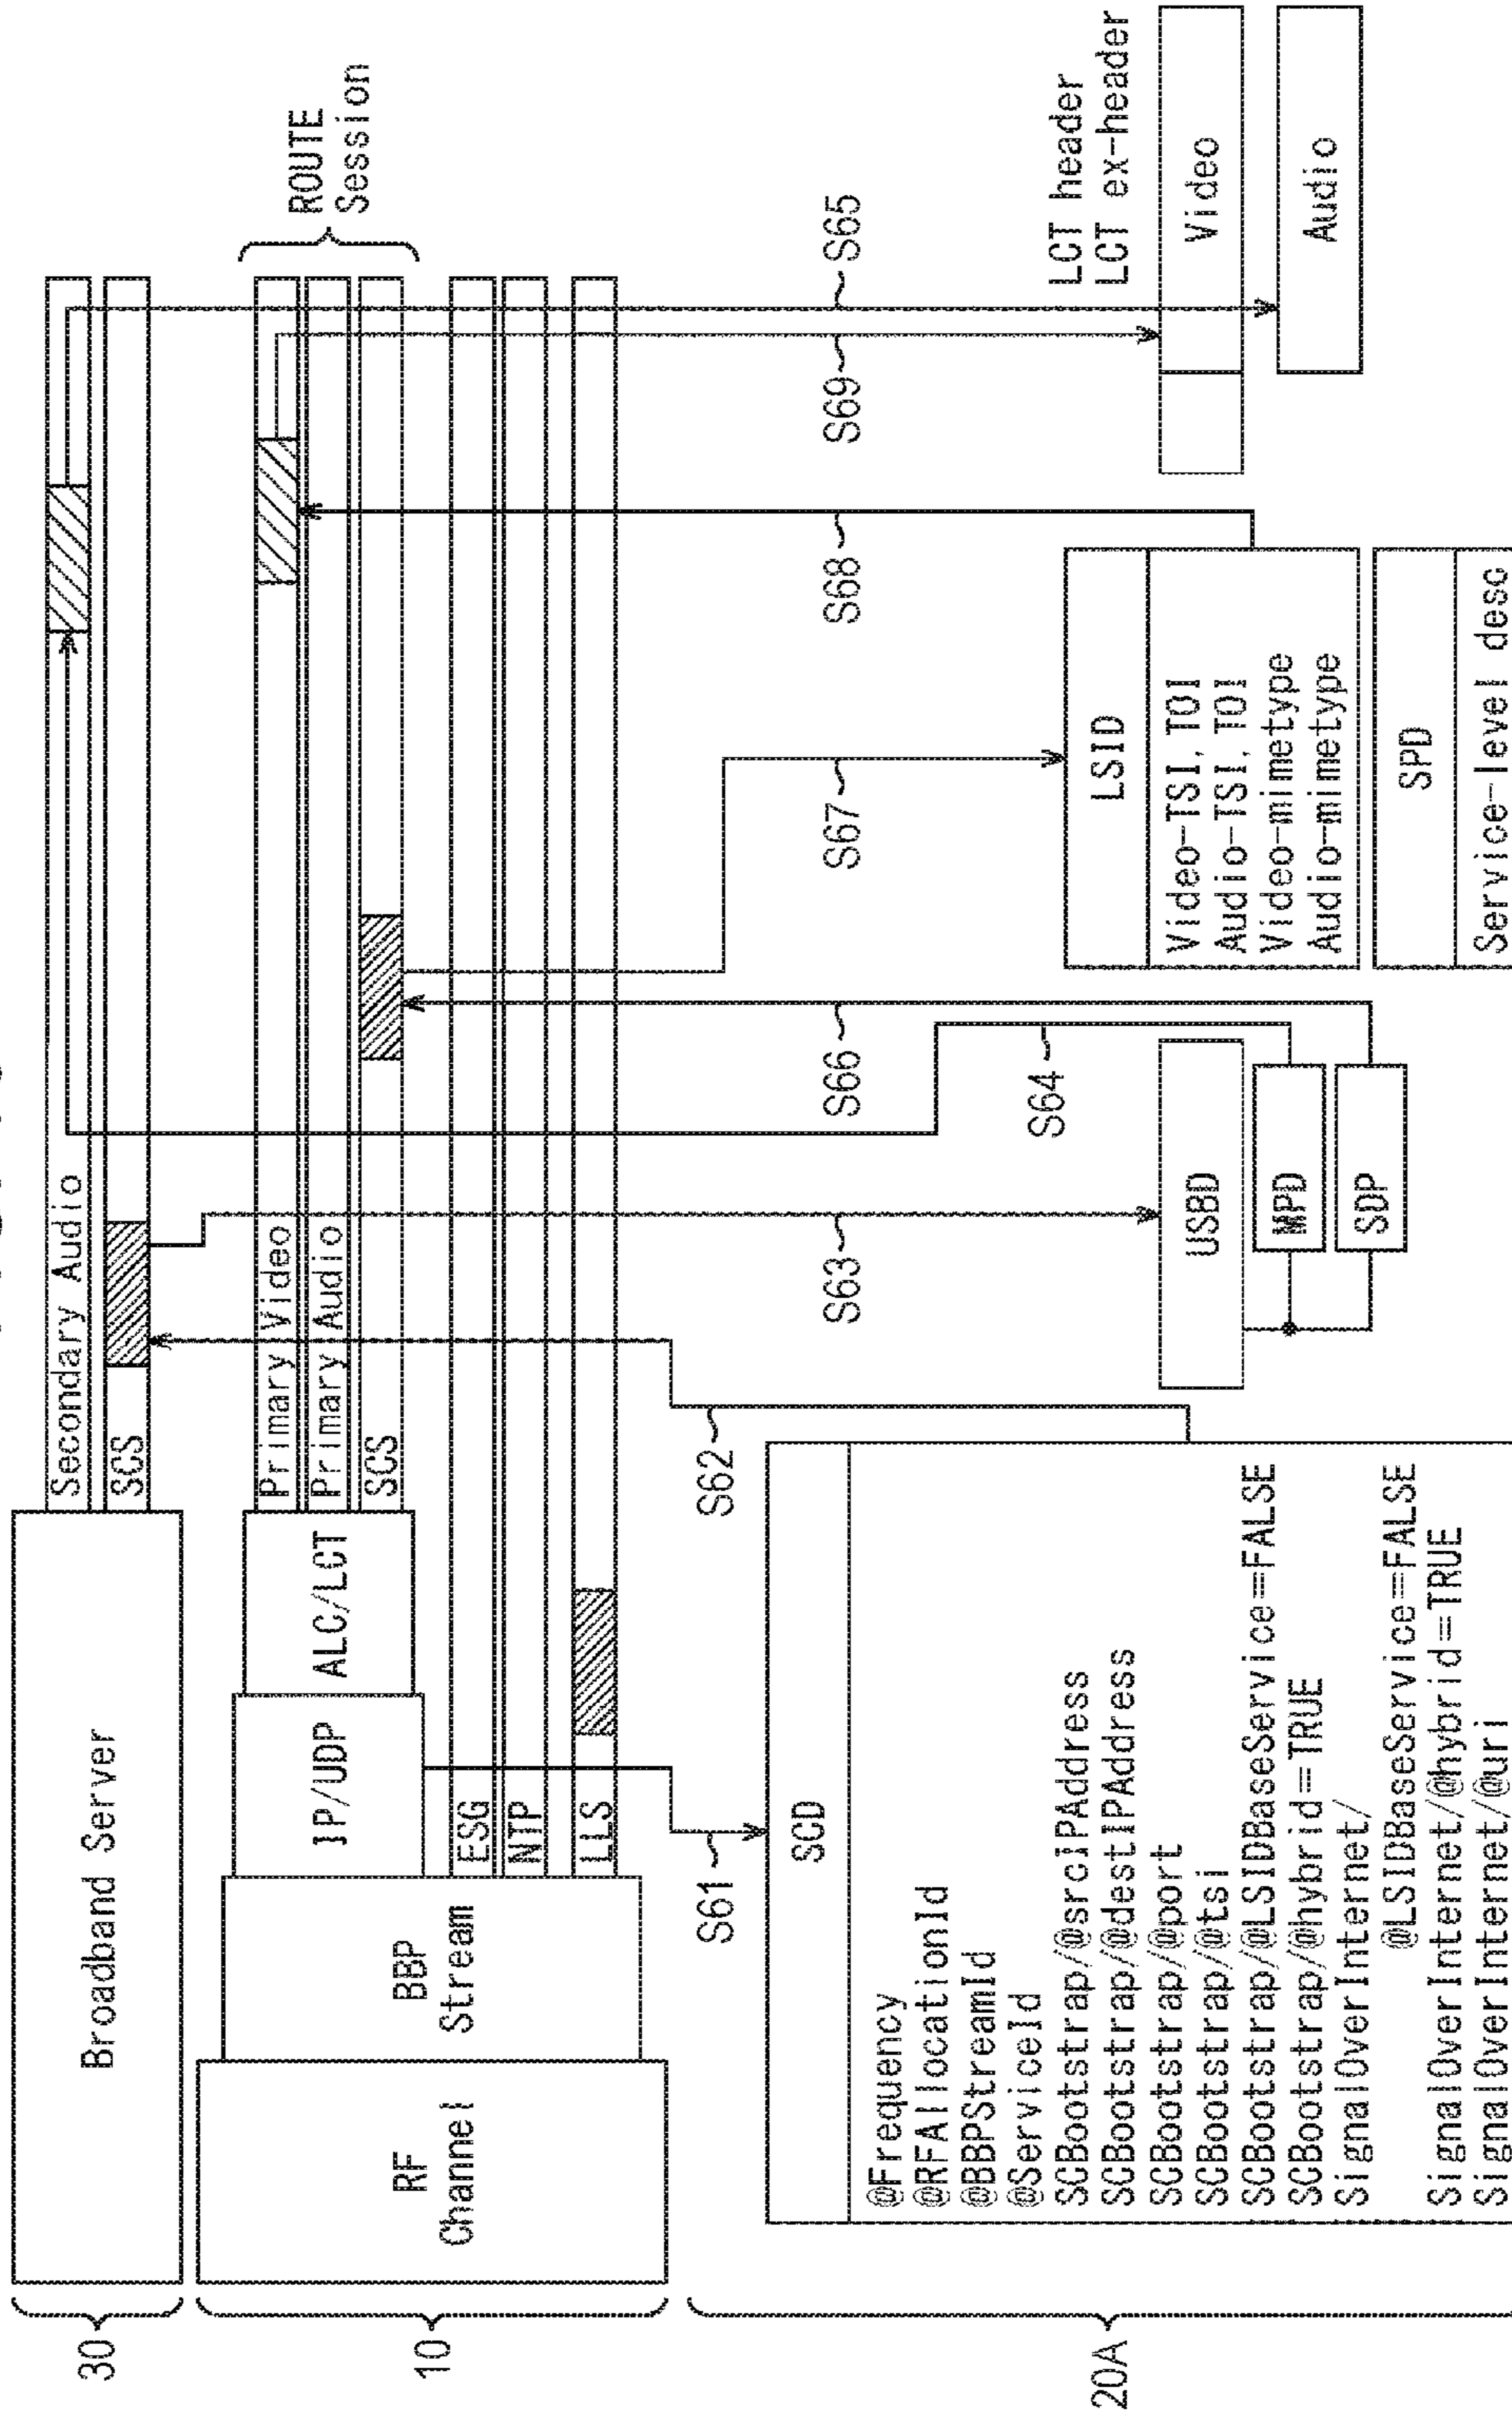 30
Broadband Server
Secondary Audio
SCS
10
RF
Channel
BBP
Stream
IP/UDP
ALC/LCT
Primary Video
Primary Audio
SCS
ROUTE
Session
ESG
NTP
LLS
S61
S62
S63
S64
S66
S67
S68
S69
S65
20A
SCD
@Frequency
@RFAllocationId
@BBPStreamId
@ServiceId
SCBootstrap/@srcIPAddress
SCBootstrap/@destIPAddress
SCBootstrap/@port
SCBootstrap/@tsi
SCBootstrap/@LSIDBaseService=FALSE
SCBootstrap/@hybrid=TRUE
SignalOverInternet/
@LSIDBaseService=FALSE
SignalOverInternet/@hybrid=TRUE
SignalOverInternet/@uri
USBD
MPD
SDP
LSID
Video-TSI, TOI
Audio-TSI, TOI
Video-mimetype
Audio-mimetype
SPD
Service-level desc
LCT header
LCT ex-header
Video
Audio